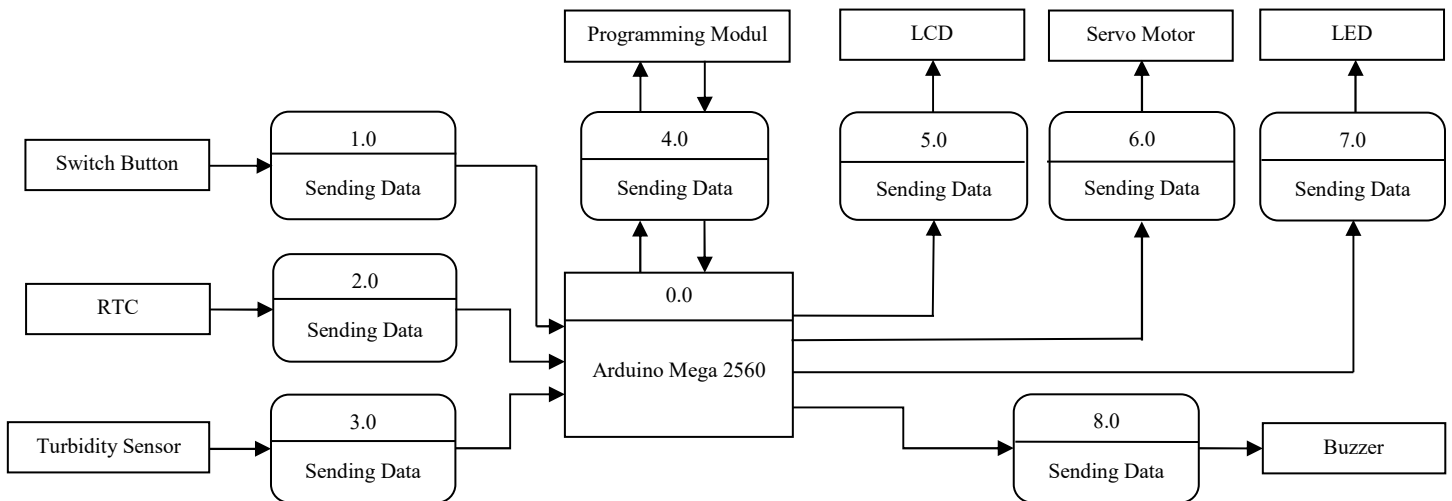 Programming Modul
LCD
Servo Motor
LED
Switch Button
1.0
Sending Data
4.0
Sending Data
5.0
Sending Data
6.0
Sending Data
7.0
Sending Data
RTC
2.0
Sending Data
0.0
Arduino Mega 2560
Turbidity Sensor
3.0
Sending Data
8.0
Sending Data
Buzzer